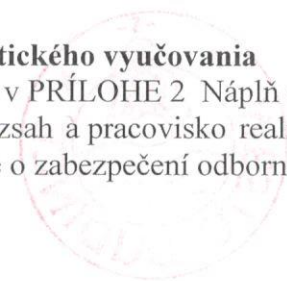 tického vyučovania
v PRÍLOHE 2 Náplň
zsah a pracovisko real
o zabezpečení odborn